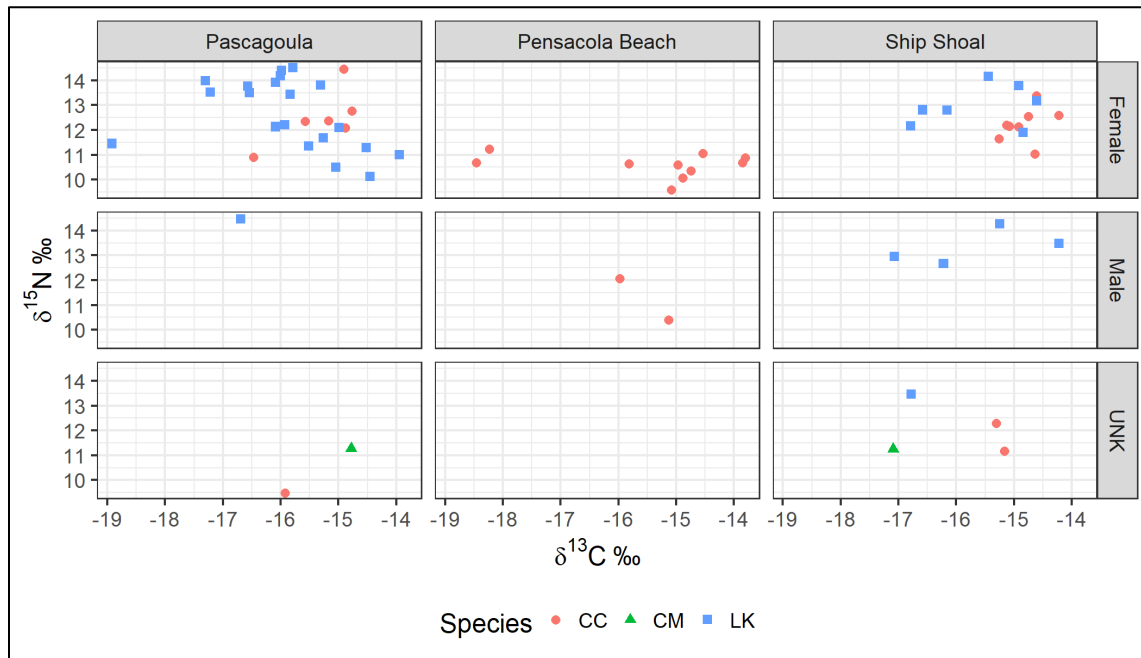 Pascagoula Pensacola Beach Ship Shoal
14
13
12
11
10
Female
14
13
12
11
10
Male
14
13
12
11
10
UNK
-19 -18 -17 -16 -15 -14 -19 -18 -17 -16 -15 -14 -19 -18 -17 -16 -15 -14
δ15N ‰
δ13C ‰
Species CC CM LK